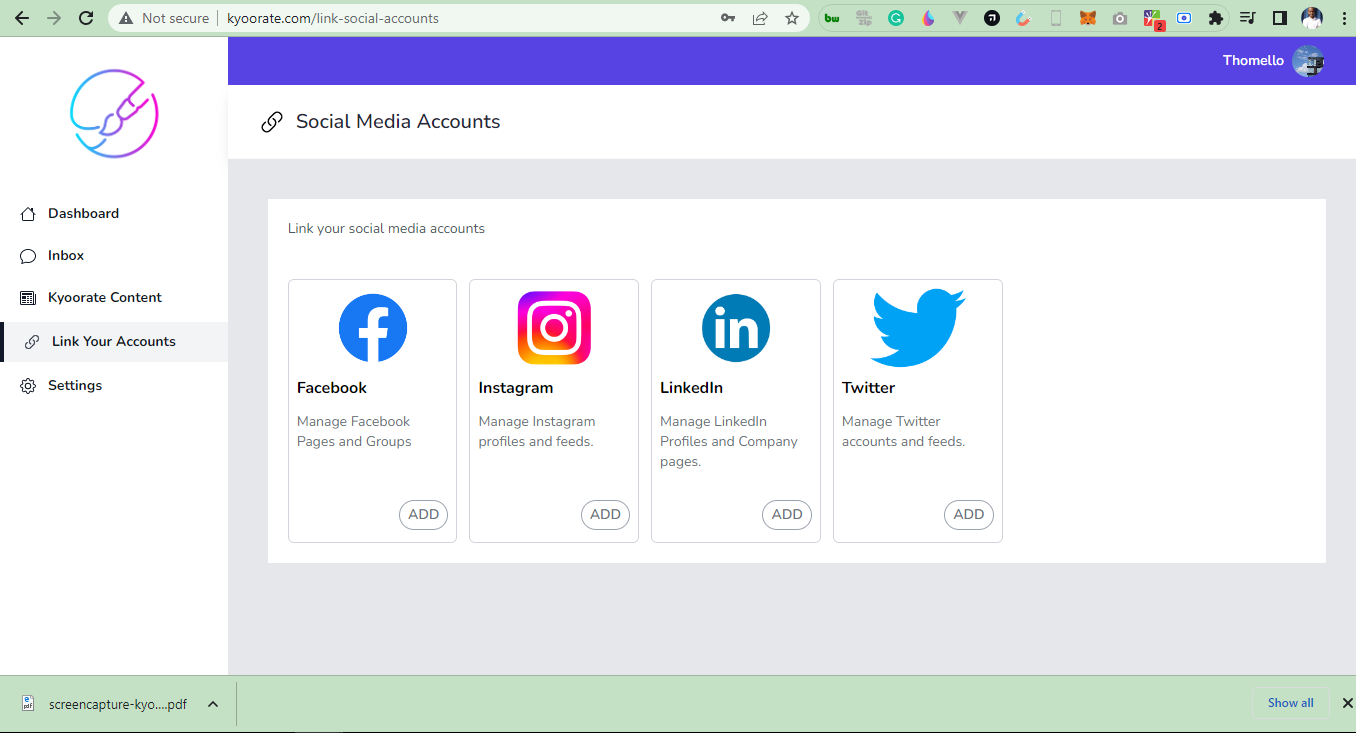 Not secure
kyoorate.com/link-social-accounts
bw
Git
Zip
G
2
Thomello
Social Media Accounts
Dashboard
Inbox
Kyoorate Content
Link Your Accounts
Settings
Link your social media accounts
in
Facebook
Manage Facebook
Pages and Groups
ADD
Instagram
Manage Instagram
profiles and feeds.
ADD
LinkedIn
Manage LinkedIn
Profiles and Company
pages.
ADD
Twitter
Manage Twitter
accounts and feeds.
ADD
pdf
screencapture-kyo....pdf
Show all